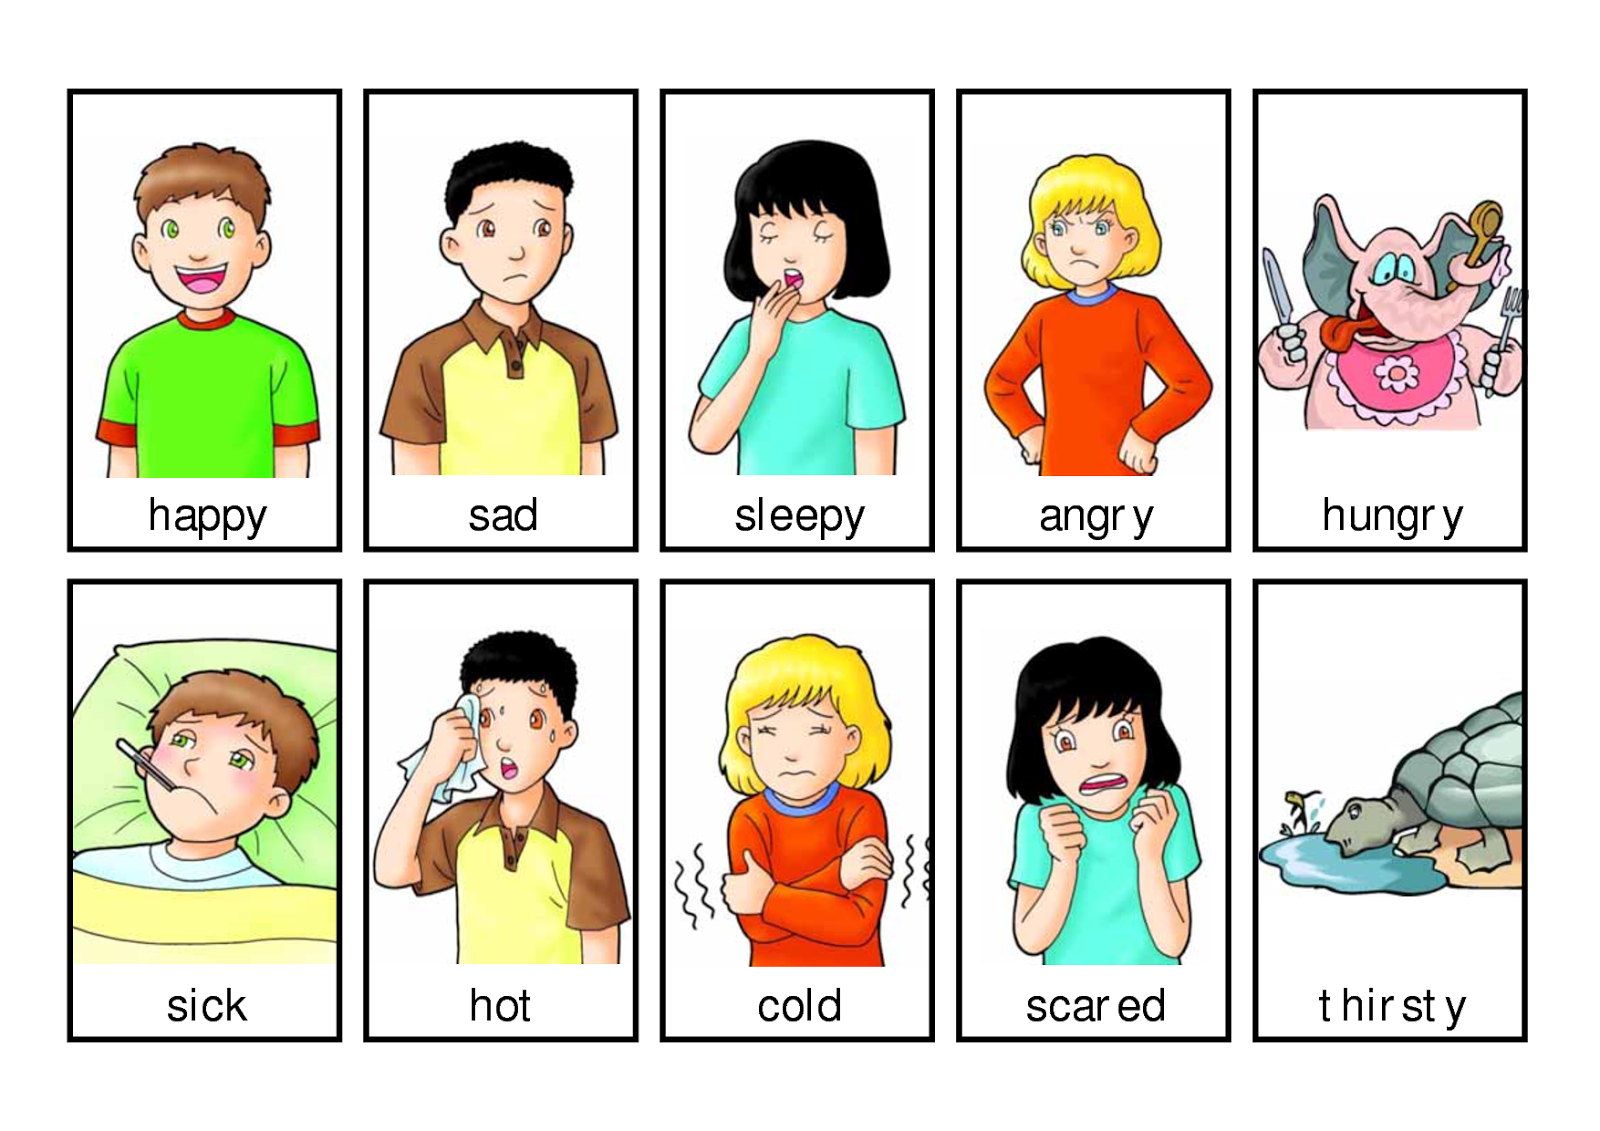 happy
sad
sleepy
angry
hungry
sick
hot
cold
scared
thirsty